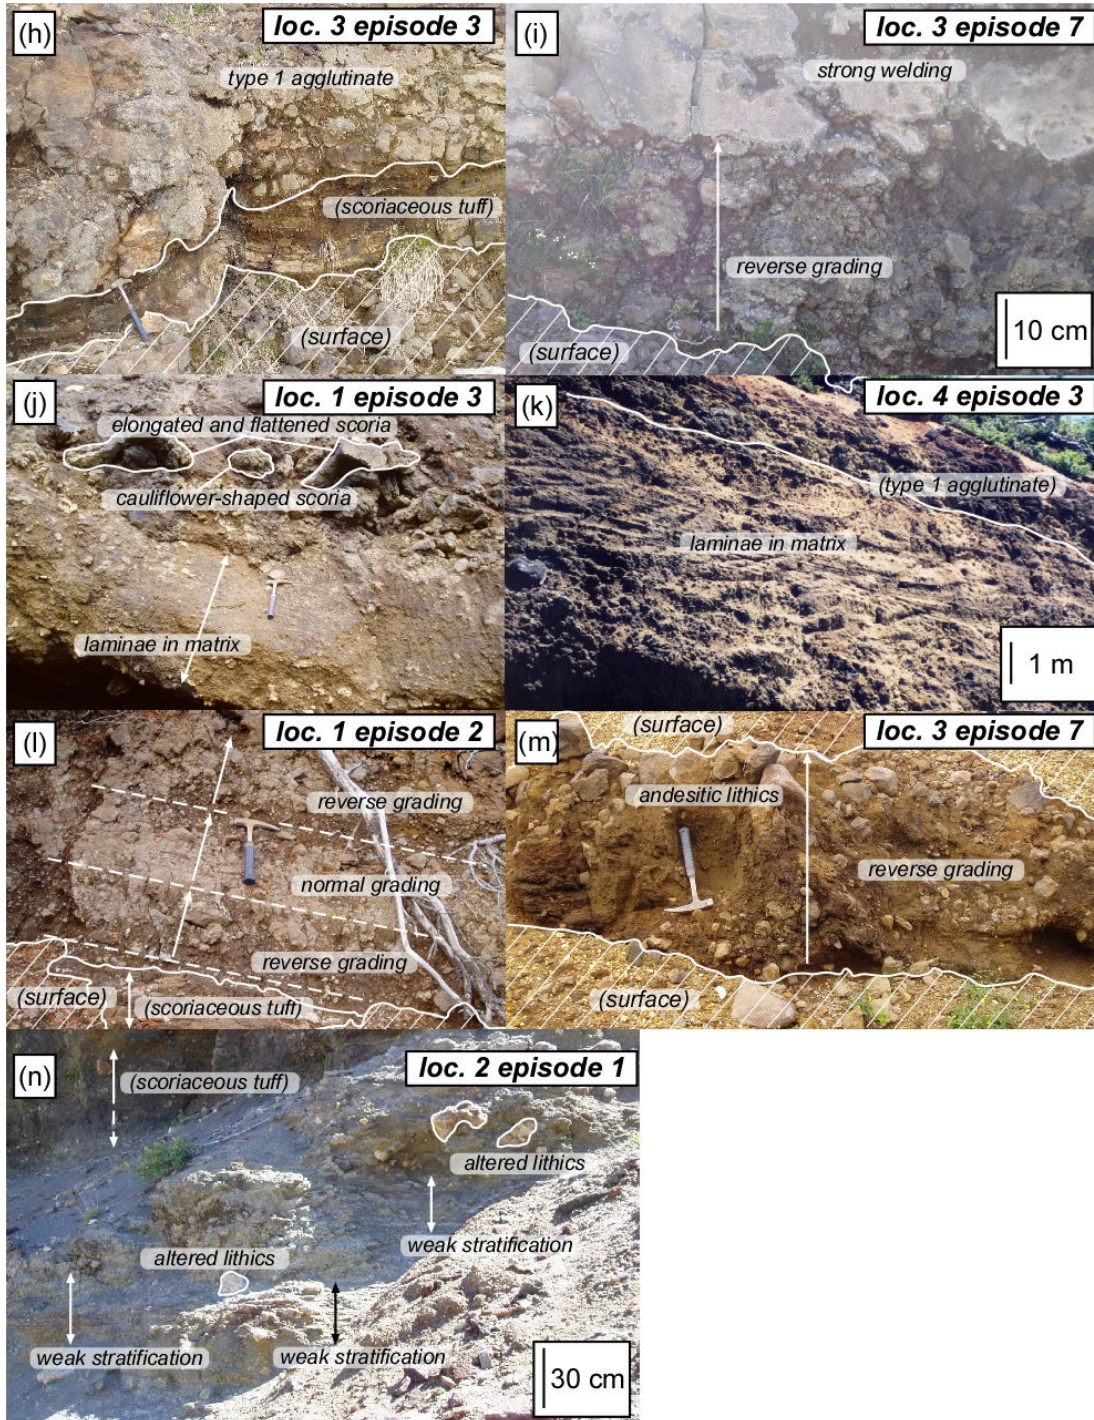 (h)
loc. 3 episode 3
type 1 agglutinate
(scoriaceous tuff)
(surface)
(i)
loc. 3 episode 7
strong welding
reverse grading
(surface)
10 cm
(j)
loc. 1 episode 3
elongated and flattened scoria
cauliflower-shaped scoria
laminae in matrix
(k)
loc. 4 episode 3
(type 1 agglutinate)
laminae in matrix
1 m
(l)
loc. 1 episode 2
reverse grading
normal grading
reverse grading
(surface)
(scoriaceous tuff)
(m)
(surface)
loc. 3 episode 7
andesitic lithics
reverse grading
(surface)
(n)
loc. 2 episode 1
(scoriaceous tuff)
altered lithics
weak stratification
altered lithics
weak stratification
weak stratification
30 cm